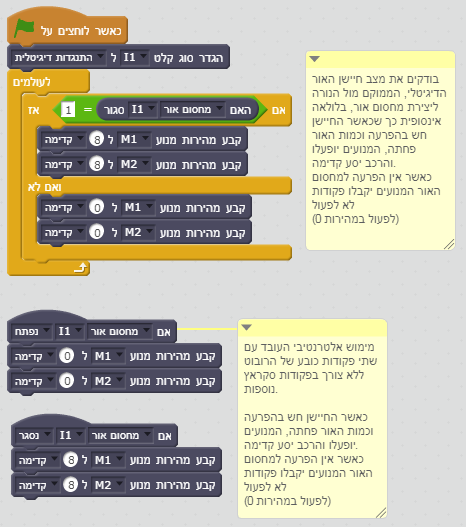 כאשר לוחצים על
הגדר סוג קלט I1 ל התנגדות דיגיטלית
לעולמים
אם האם מחסום אור I1 סגור = 1 אז
קבע מהירות מנוע M1 ל 8 קדימה
קבע מהירות מנוע M2 ל 8 קדימה
ואם לא
קבע מהירות מנוע M1 ל 0 קדימה
קבע מהירות מנוע M2 ל 0 קדימה
בודקים את מצב חיישן האור
הדיגיטלי, הממוקם מול הנורה
ליצירת מחסום אור, בלולאה
אינסופית כך שכאשר החיישן
חש בהפרעה וכמות האור
פחתה, המנועים יופעלו
והרכב יסע קדימה.
כאשר אין הפרעה למחסום
האור המנועים יקבלו פקודות
לא לפעול
(לפעול במהירות 0)
אם מחסום אור I1 נפתח
קבע מהירות מנוע M1 ל 0 קדימה
קבע מהירות מנוע M2 ל 0 קדימה
אם מחסום אור I1 נסגר
קבע מהירות מנוע M1 ל 8 קדימה
קבע מהירות מנוע M2 ל 8 קדימה
מימוש אלטרנטיבי העובד עם
שתי פקודות כובע של הרובוט
ללא צורך בפקודות סקראץ
נוספות.
כאשר החיישן חש בהפרעה
וכמות צאור פחתה, המנועים
יופעלו והרכב יסע קדימה.
כאשר אין הפרעה למחסום
האור המנועים יקבלו פקודות
לא לפעול
(לפעול במהירות 0)